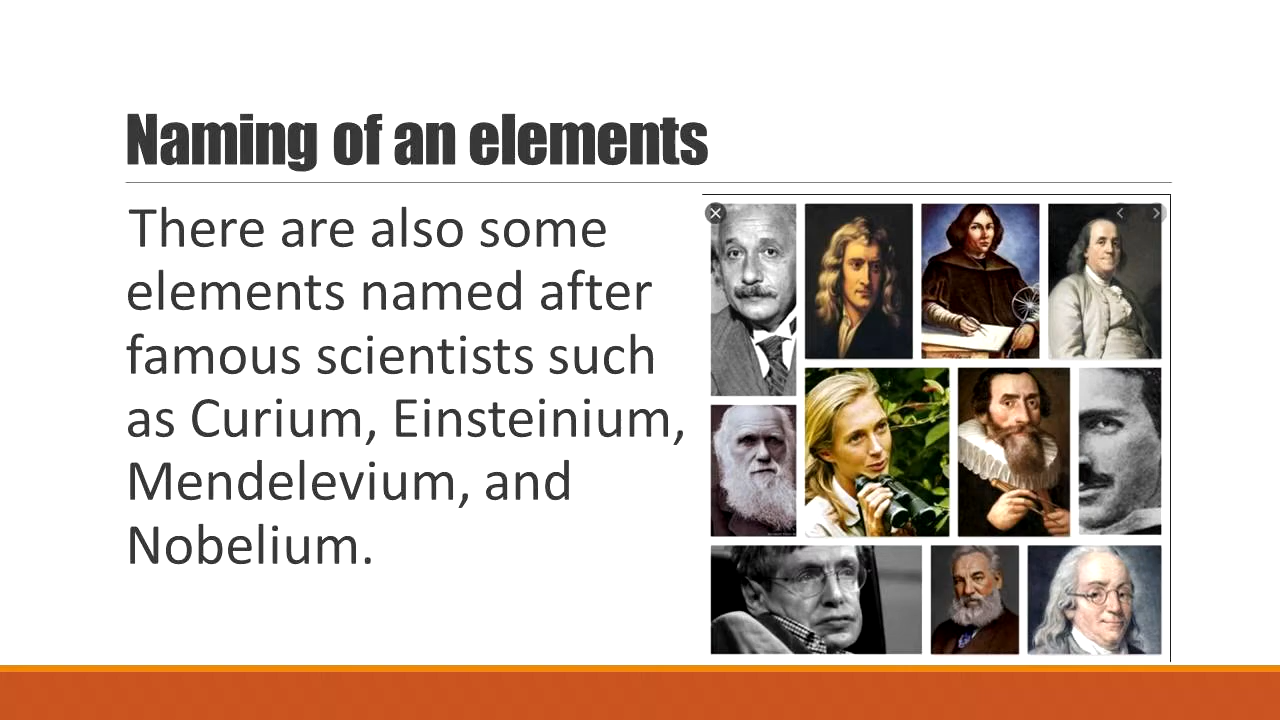 Naming of an elements
There are also some
elements named after
famous scientists such
as Curium, Einsteinium,
Mendelevium, and
Nobelium.